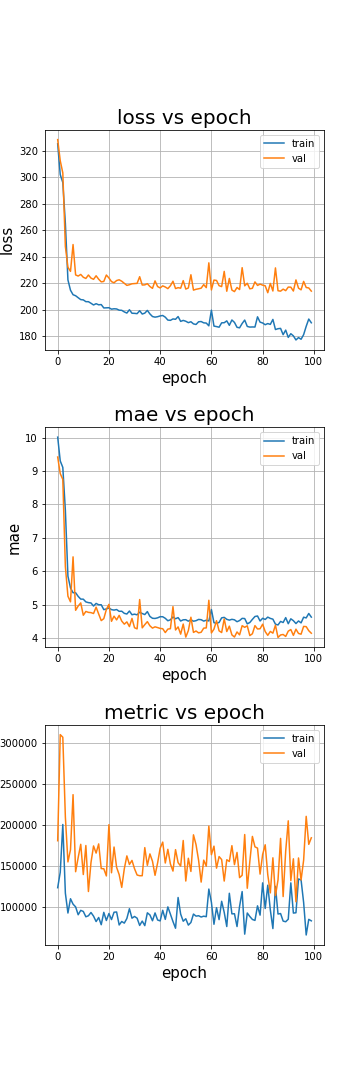 loss vs epoch
320
300
280
260
240
220
200
180
loss
train
val
0 20 40 60 80 100
epoch
mae vs epoch
10
9
8
7
6
5
4
mae
train
val
0 20 40 60 80 100
epoch
metric vs epoch
300000
250000
200000
150000
100000
train
val
0 20 40 60 80 100
epoch